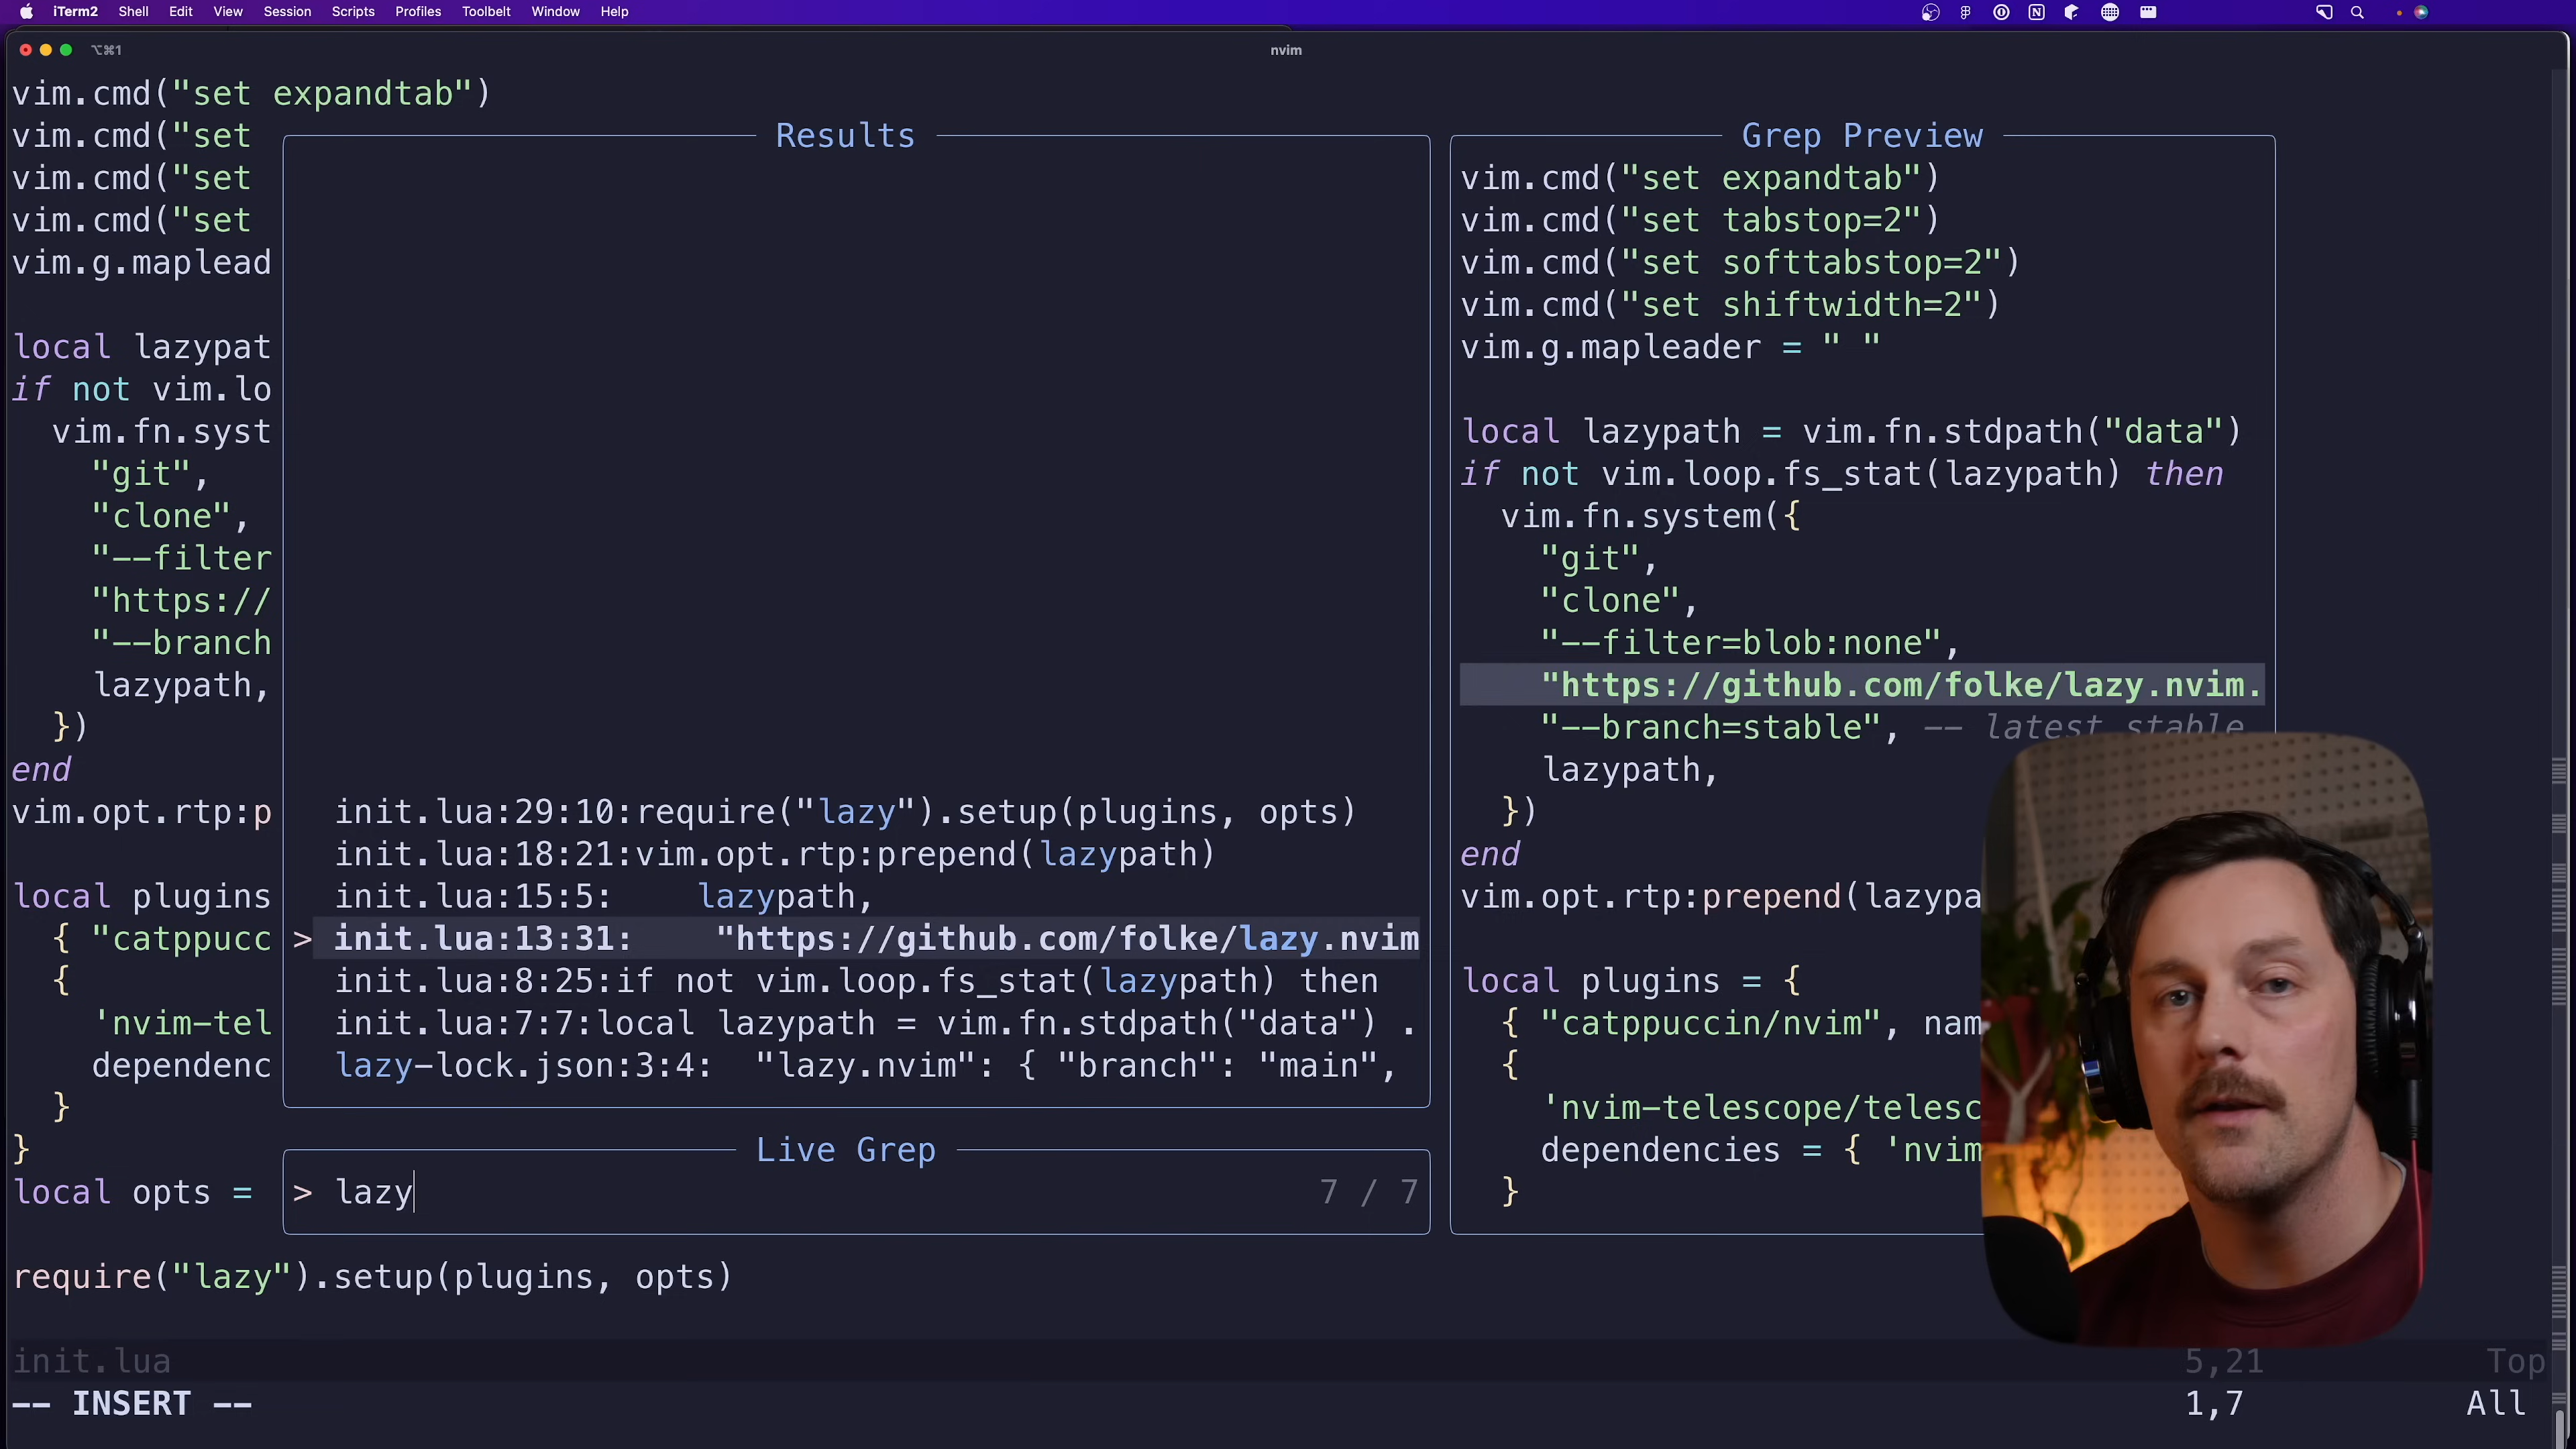 iTerm2 Shell Edit View Session Scripts Profiles Toolbelt Window Help
⌥⌘1
nvim
vim.cmd("set expandtab")
vim.cmd("set
vim.cmd("set
vim.cmd("set
vim.g.maplead
local lazypat
if not vim.lo
vim.fn.syst
"git",
"clone",
"--filter
"https://
"--branch
lazypath,
})
end
vim.opt.rtp:p
local plugins
{ "catppucc
{
'nvim-tel
dependenc
}
}
local opts =
require("lazy").setup(plugins, opts)
Results
init.lua:29:10:require("lazy").setup(plugins, opts)
init.lua:18:21:vim.opt.rtp:prepend(lazypath)
init.lua:15:5:    lazypath,
> init.lua:13:31:    "https://github.com/folke/lazy.nvim
init.lua:8:25:if not vim.loop.fs_stat(lazypath) then
init.lua:7:7:local lazypath = vim.fn.stdpath("data") .
lazy-lock.json:3:4:  "lazy.nvim": { "branch": "main",
Live Grep
> lazy
7 / 7
Grep Preview
vim.cmd("set expandtab")
vim.cmd("set tabstop=2")
vim.cmd("set softtabstop=2")
vim.cmd("set shiftwidth=2")
vim.g.mapleader = " "
local lazypath = vim.fn.stdpath("data")
if not vim.loop.fs_stat(lazypath) then
vim.fn.system({
"git",
"clone",
"--filter=blob:none",
"https://github.com/folke/lazy.nvim.
"--branch=stable", -- latest stable
lazypath,
})
end
vim.opt.rtp:prepend(lazypa
local plugins = {
{ "catppuccin/nvim", nam
{
'nvim-telescope/telesc
dependencies = { 'nvim
}
init.lua
5,21
Top
-- INSERT --
1,7
All